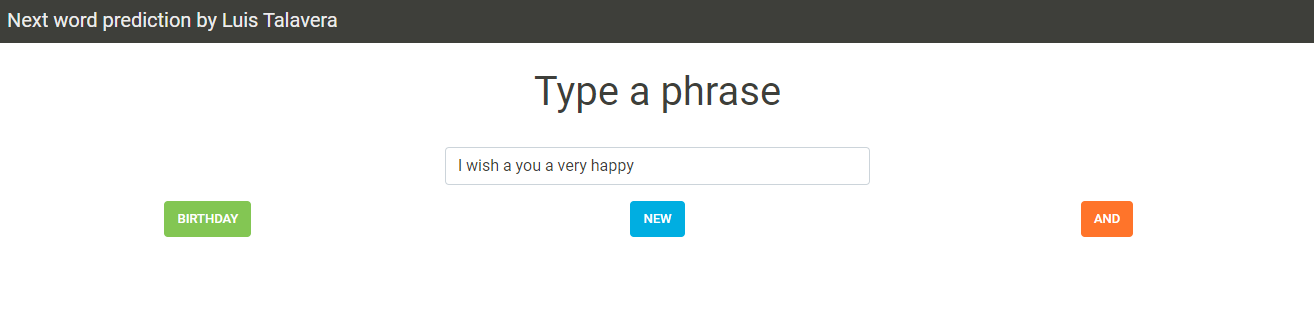 Next word prediction by Luis Talavera
Type a phrase
I wish a you a very happy
BIRTHDAY NEW AND